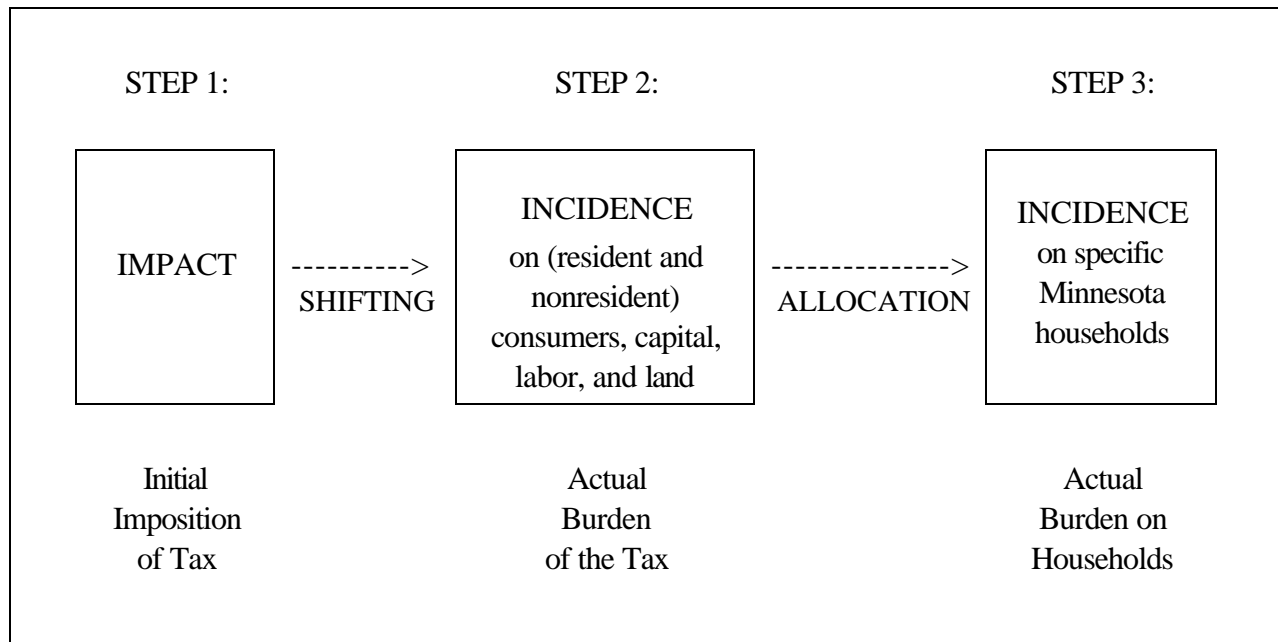 STEP 1:
STEP 2:
STEP 3:
IMPACT
---------->
SHIFTING
INCIDENCE
on (resident and
nonresident)
consumers, capital,
labor, and land
--------------->
ALLOCATION
INCIDENCE
on specific
Minnesota
households
Initial
Imposition
of Tax
Actual
Burden
of the Tax
Actual
Burden on
Households